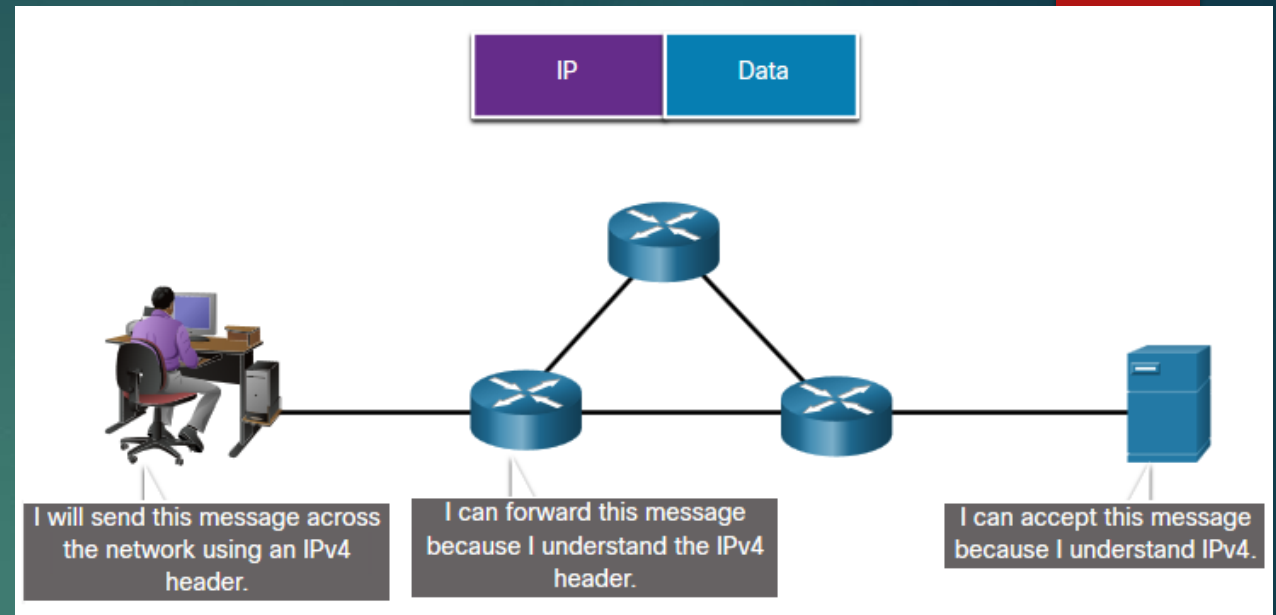 IP
Data
I will send this message across
the network using an IPv4
header.
I can forward this message
because I understand the IPv4
header.
I can accept this message
because I understand IPv4.